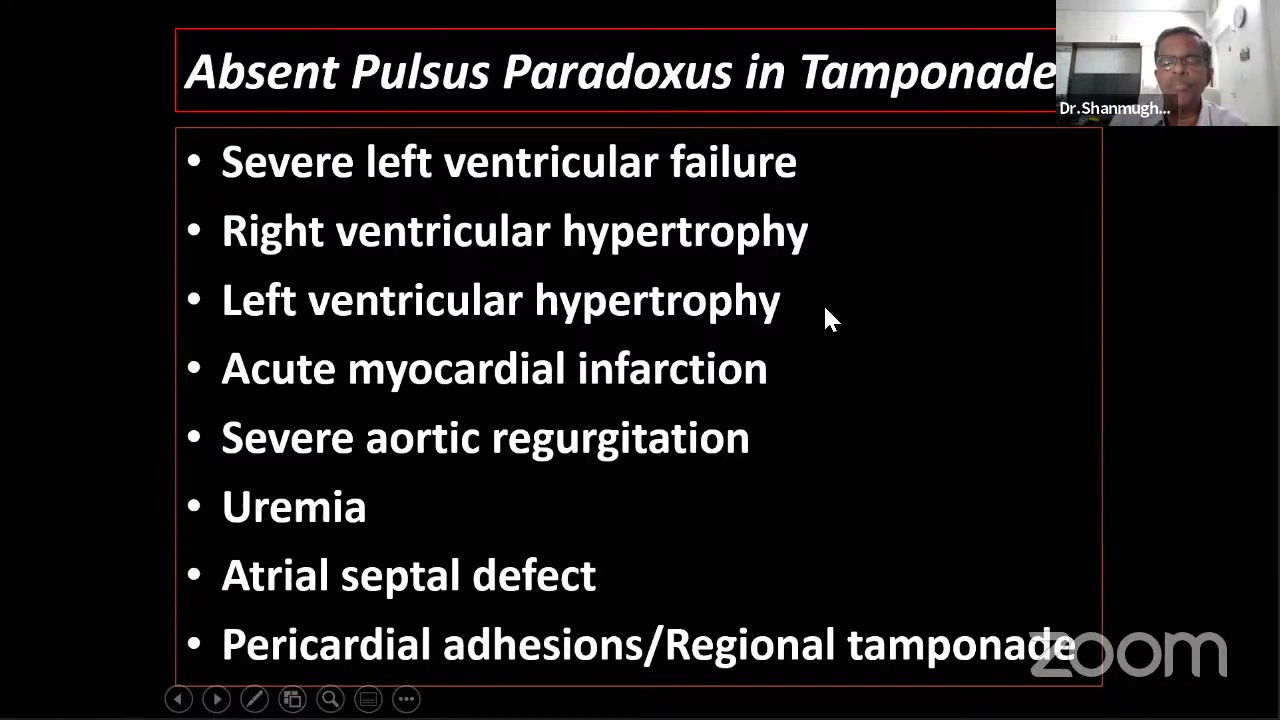 Absent Pulsus Paradoxus in Tamponade
Dr.Shanmugh...
• Severe left ventricular failure
• Right ventricular hypertrophy
• Left ventricular hypertrophy
• Acute myocardial infarction
• Severe aortic regurgitation
• Uremia
• Atrial septal defect
• Pericardial adhesions/Regional tamponade
zoom